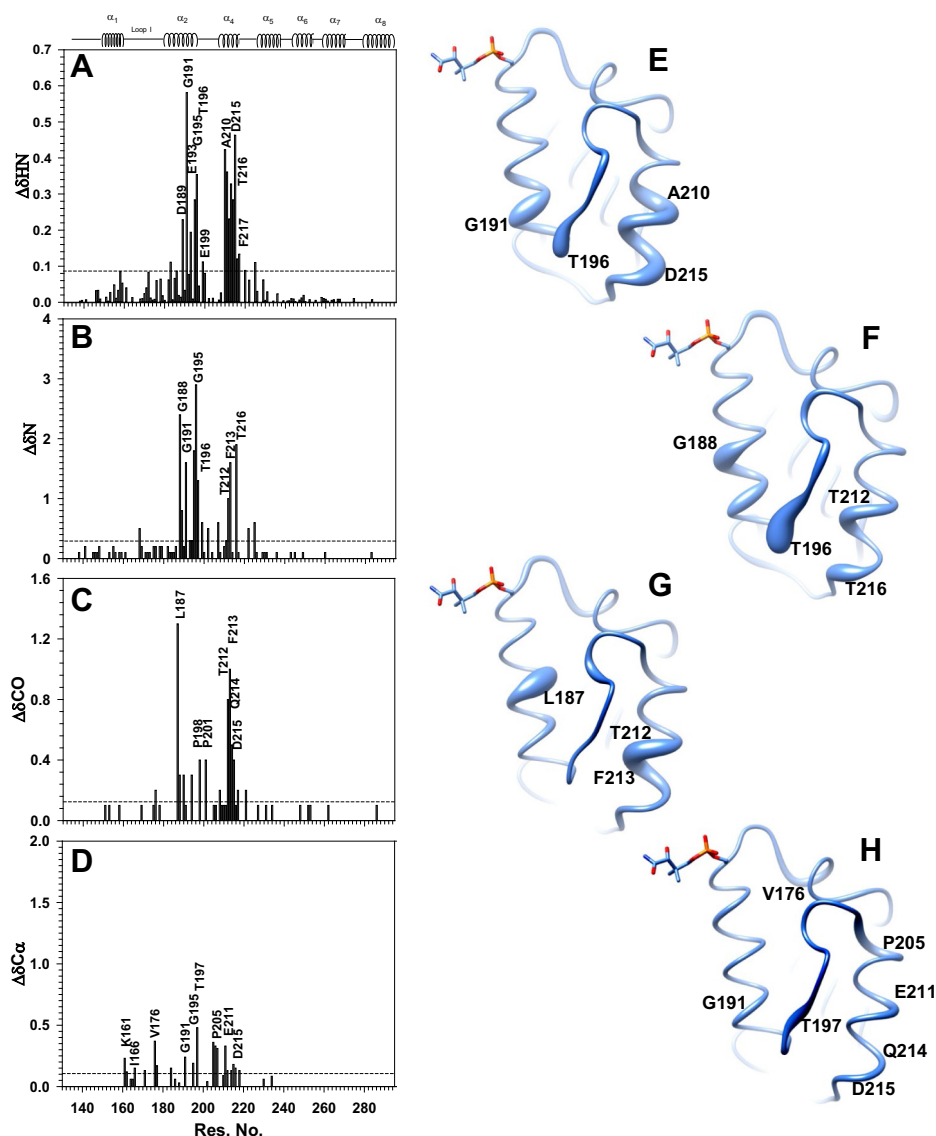 α1 Loop I α2 α4 α5 α6 α7 α8
A
ΔδHN
0.7
0.6
0.5
0.4
0.3
0.2
0.1
0.0
D189
G191
E193
G195
T196
E199
A210
D215
T216
F217
B
ΔδN
3
2
1
0
G188
G191
G195
T196
T212
F213
T216
C
ΔδCO
1.6
1.2
0.8
0.4
0.0
L187
P198
P201
T212
F213
Q214
D215
D
ΔδCα
2.0
1.5
1.0
0.5
0.0
K161
I166
V176
G191
G195
T197
P205
E211
D215
140 160 180 200 220 240 260 280
Res. No.
E
G191
T196
A210
D215
F
G188
T212
T196
T216
G
L187
T212
F213
H
V176
P205
G191
E211
T197
Q214
D215